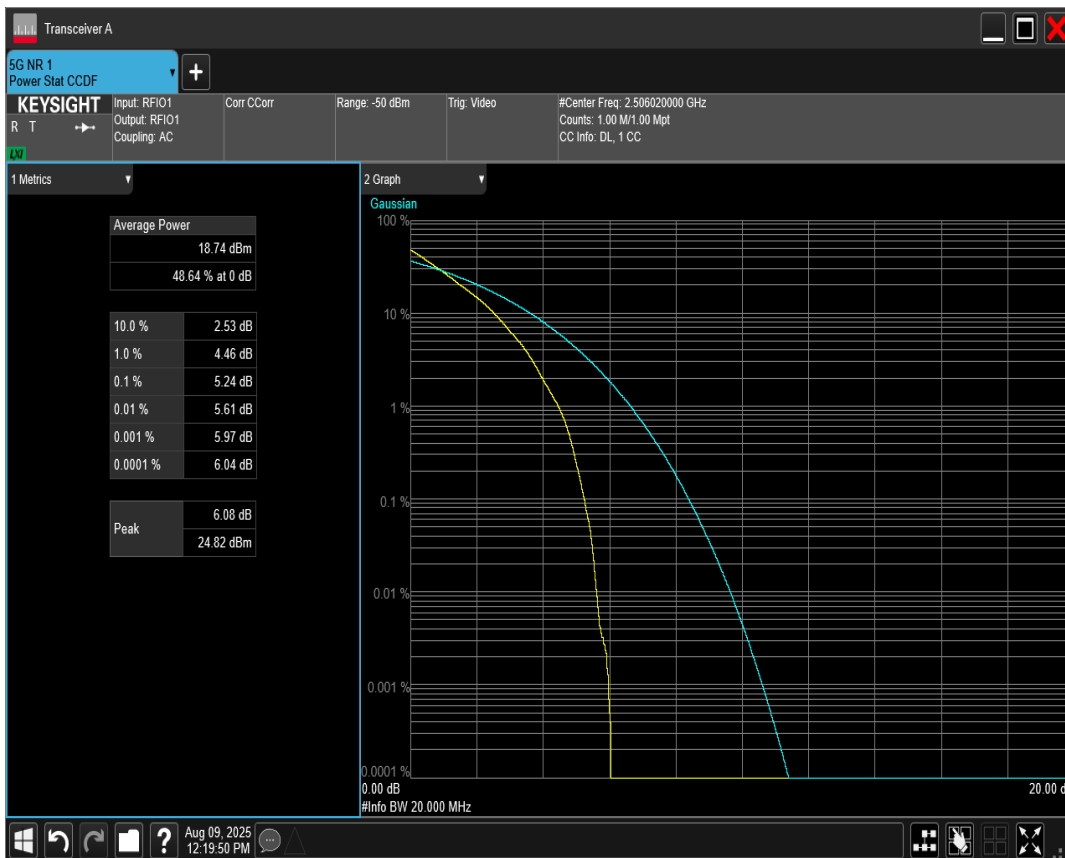 Transceiver A
5G NR 1
Power Stat CCDF
KEYSIGHT
R T
LXI
Input: RFIO1
Output: RFIO1
Coupling: AC
Corr CCorr
Range: -50 dBm
Trig: Video
#Center Freq: 2.506020000 GHz
Counts: 1.00 M/1.00 Mpt
CC Info: DL, 1 CC
1 Metrics
Average Power
18.74 dBm
48.64 % at 0 dB
10.0 % 2.53 dB
1.0 % 4.46 dB
0.1 % 5.24 dB
0.01 % 5.61 dB
0.001 % 5.97 dB
0.0001 % 6.04 dB
Peak 6.08 dB
24.82 dBm
2 Graph
Gaussian
100 %
10 %
1 %
0.1 %
0.01 %
0.001 %
0.0001 %
0.00 dB
20.00 d
#Info BW 20.000 MHz
Aug 09, 2025
12:19:50 PM